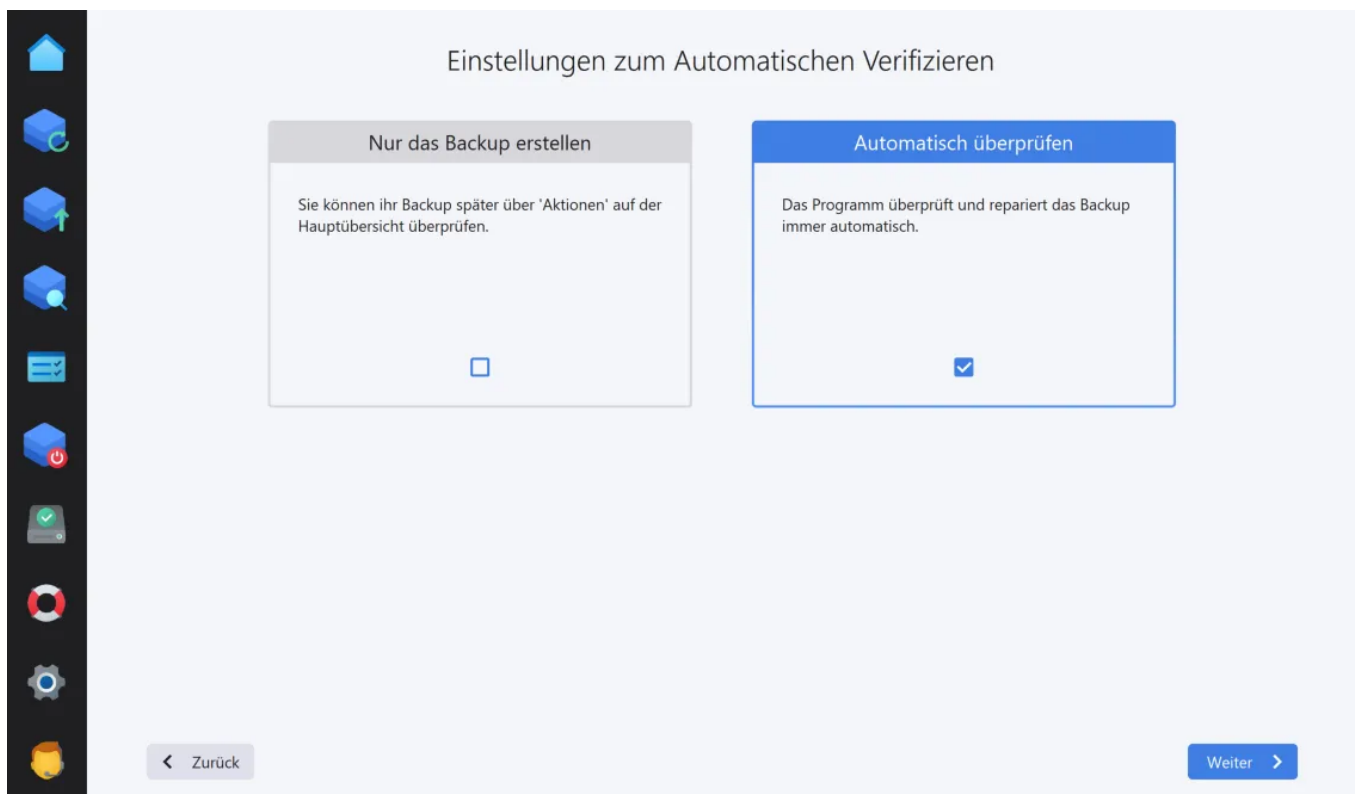 Einstellungen zum Automatischen Verifizieren
Nur das Backup erstellen
Sie können ihr Backup später über 'Aktionen' auf der
Hauptübersicht überprüfen.
Automatisch überprüfen
Das Programm überprüft und repariert das Backup
immer automatisch.
Zurück
Weiter